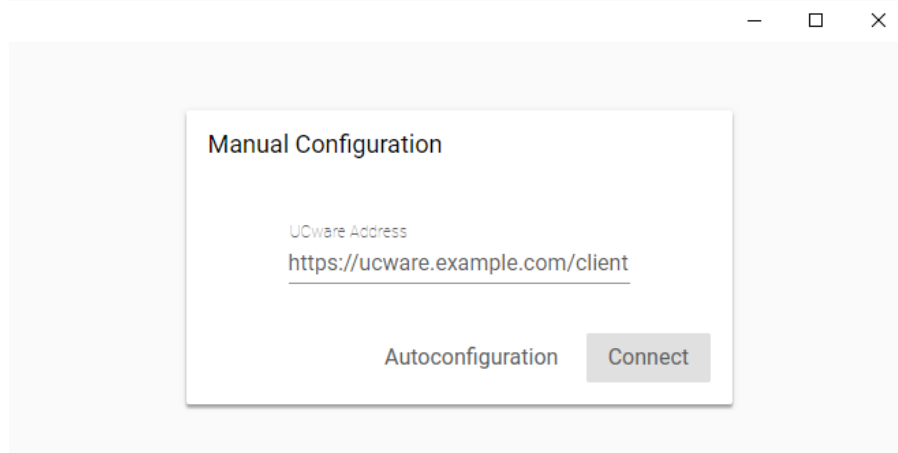 Manual Configuration
UCware Address
https://ucware.example.com/client
Autoconfiguration Connect